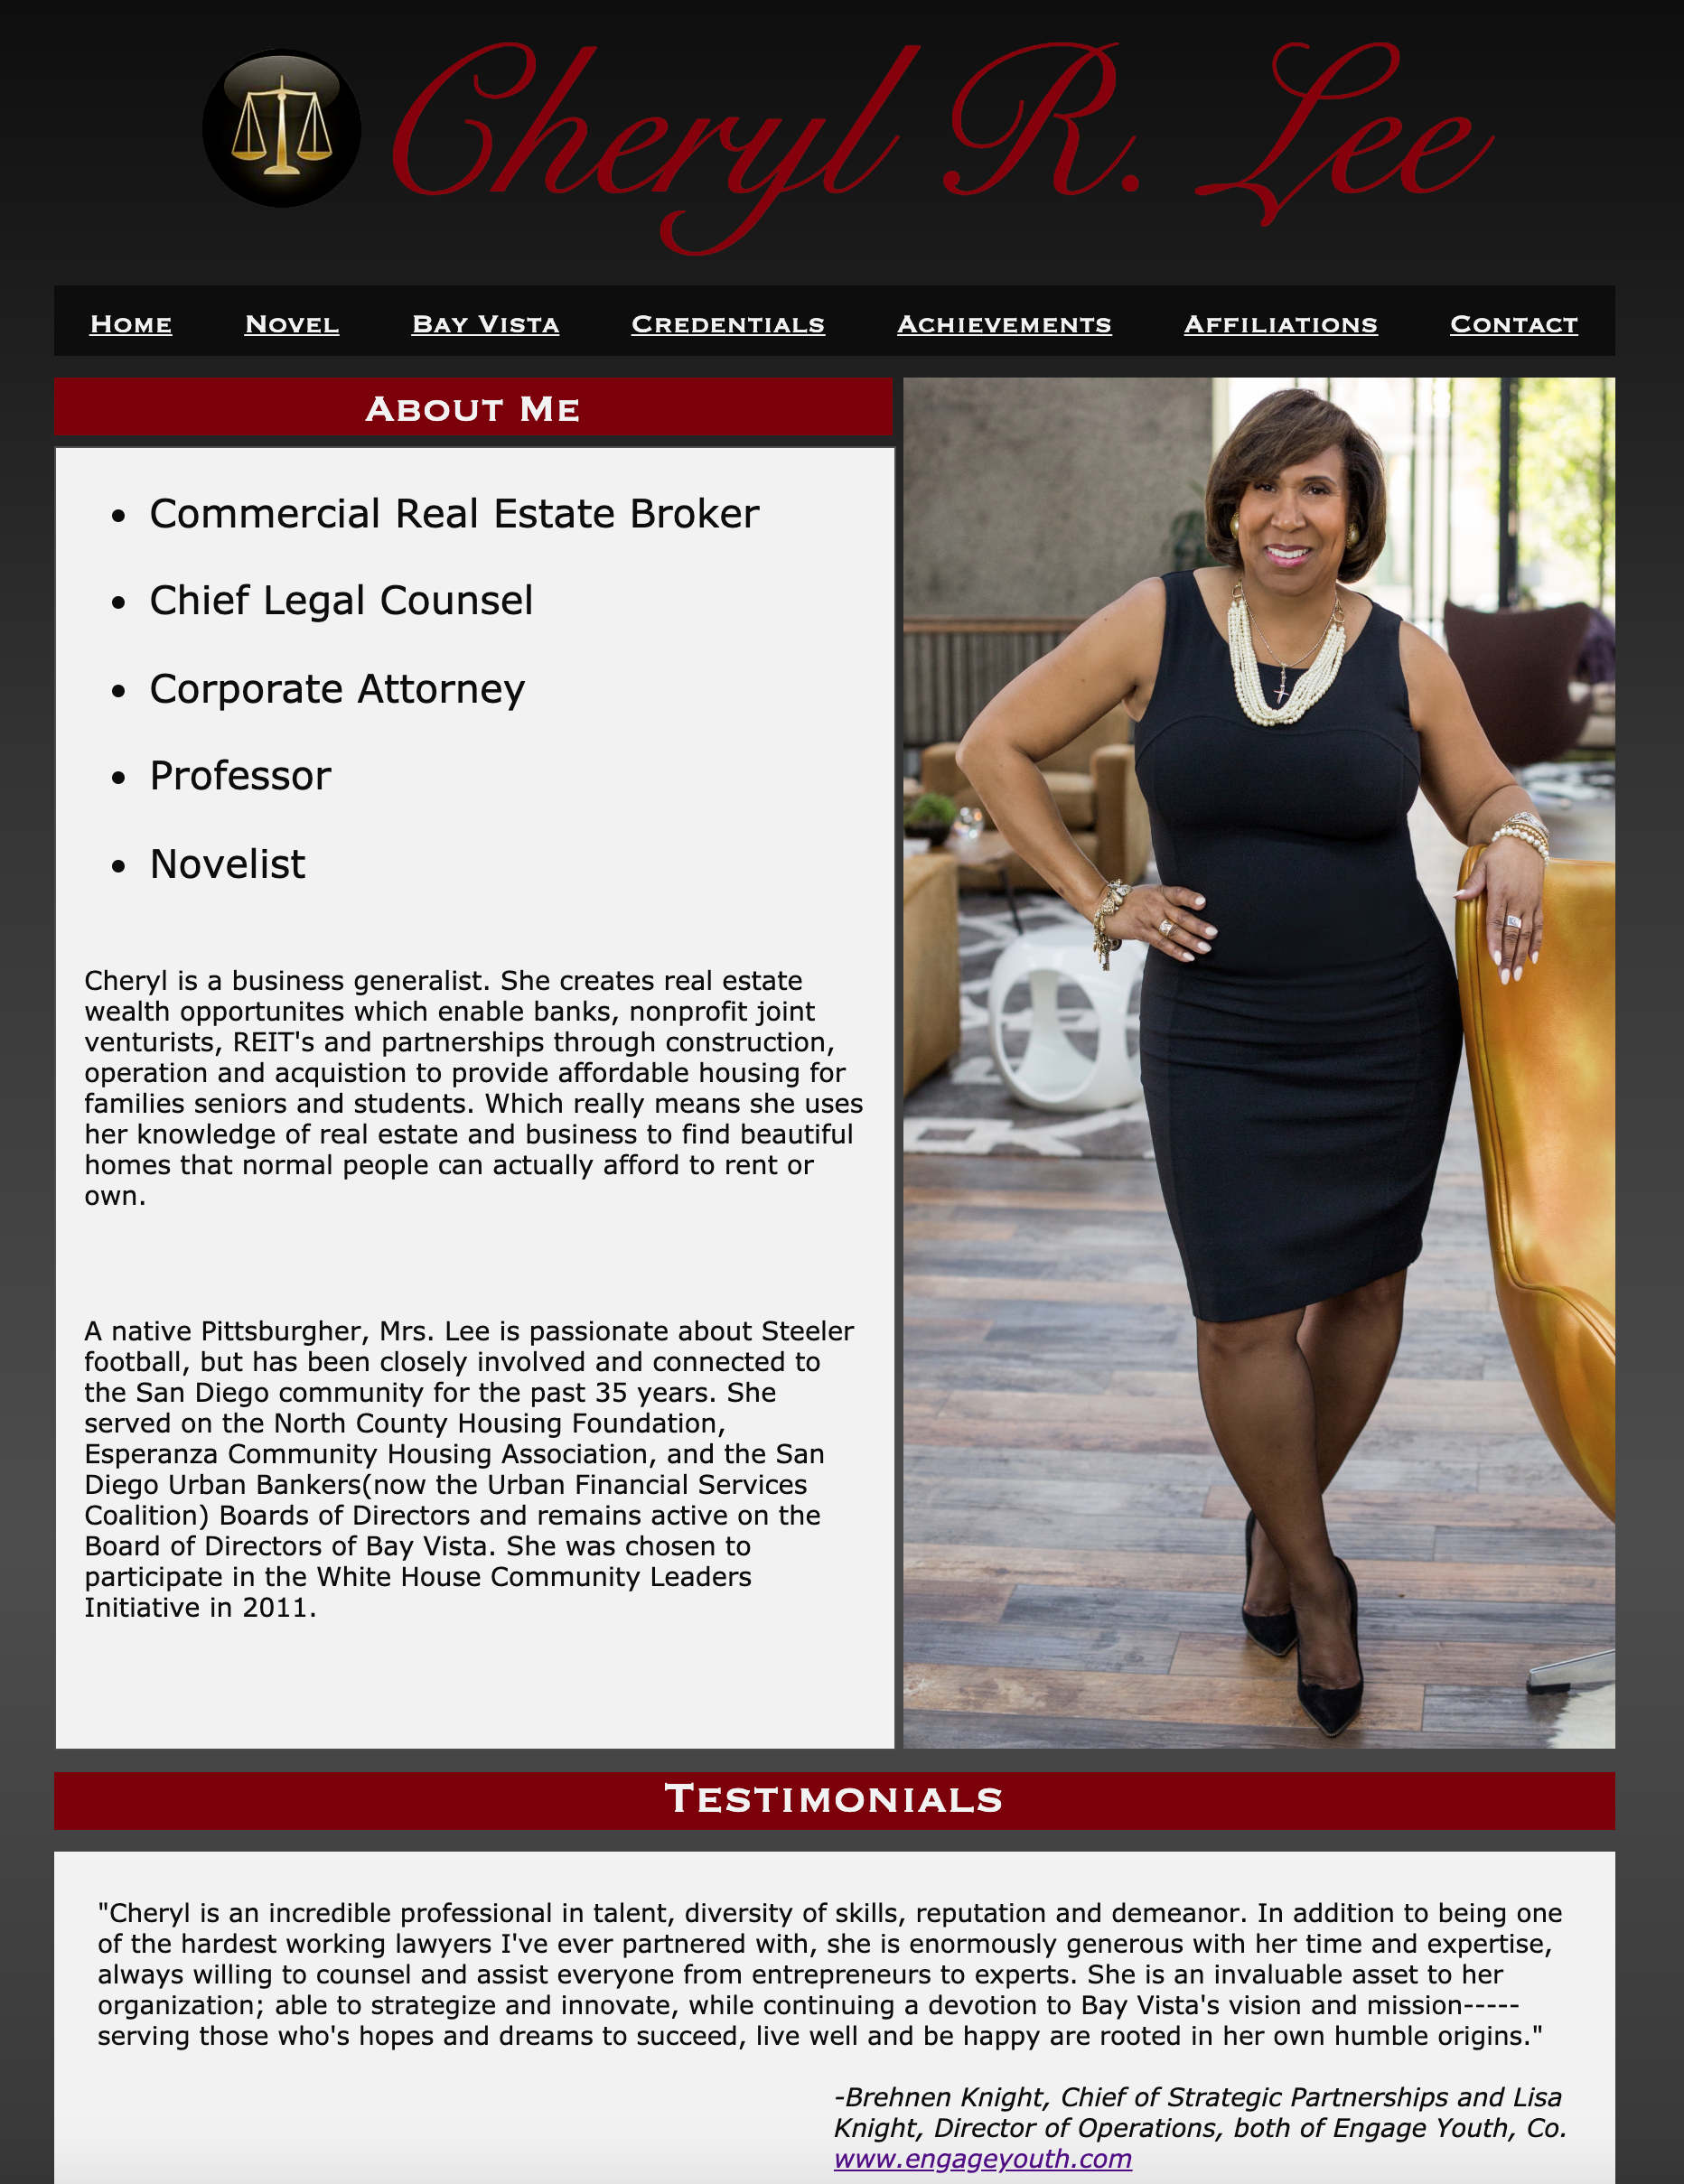 Cheryl R. Lee
Home Novel Bay Vista Credentials Achievements Affiliations Contact
About Me
• Commercial Real Estate Broker
• Chief Legal Counsel
• Corporate Attorney
• Professor
• Novelist
Cheryl is a business generalist. She creates real estate
wealth opportunites which enable banks, nonprofit joint
venturists, REIT's and partnerships through construction,
operation and acquistion to provide affordable housing for
families seniors and students. Which really means she uses
her knowledge of real estate and business to find beautiful
homes that normal people can actually afford to rent or
own.
A native Pittsburgher, Mrs. Lee is passionate about Steeler
football, but has been closely involved and connected to
the San Diego community for the past 35 years. She
served on the North County Housing Foundation,
Esperanza Community Housing Association, and the San
Diego Urban Bankers(now the Urban Financial Services
Coalition) Boards of Directors and remains active on the
Board of Directors of Bay Vista. She was chosen to
participate in the White House Community Leaders
Initiative in 2011.
Testimonials
"Cheryl is an incredible professional in talent, diversity of skills, reputation and demeanor. In addition to being one
of the hardest working lawyers I've ever partnered with, she is enormously generous with her time and expertise,
always willing to counsel and assist everyone from entrepreneurs to experts. She is an invaluable asset to her
organization; able to strategize and innovate, while continuing a devotion to Bay Vista's vision and mission-----
serving those who's hopes and dreams to succeed, live well and be happy are rooted in her own humble origins."
-Brehnen Knight, Chief of Strategic Partnerships and Lisa
Knight, Director of Operations, both of Engage Youth, Co.
www.engageyouth.com